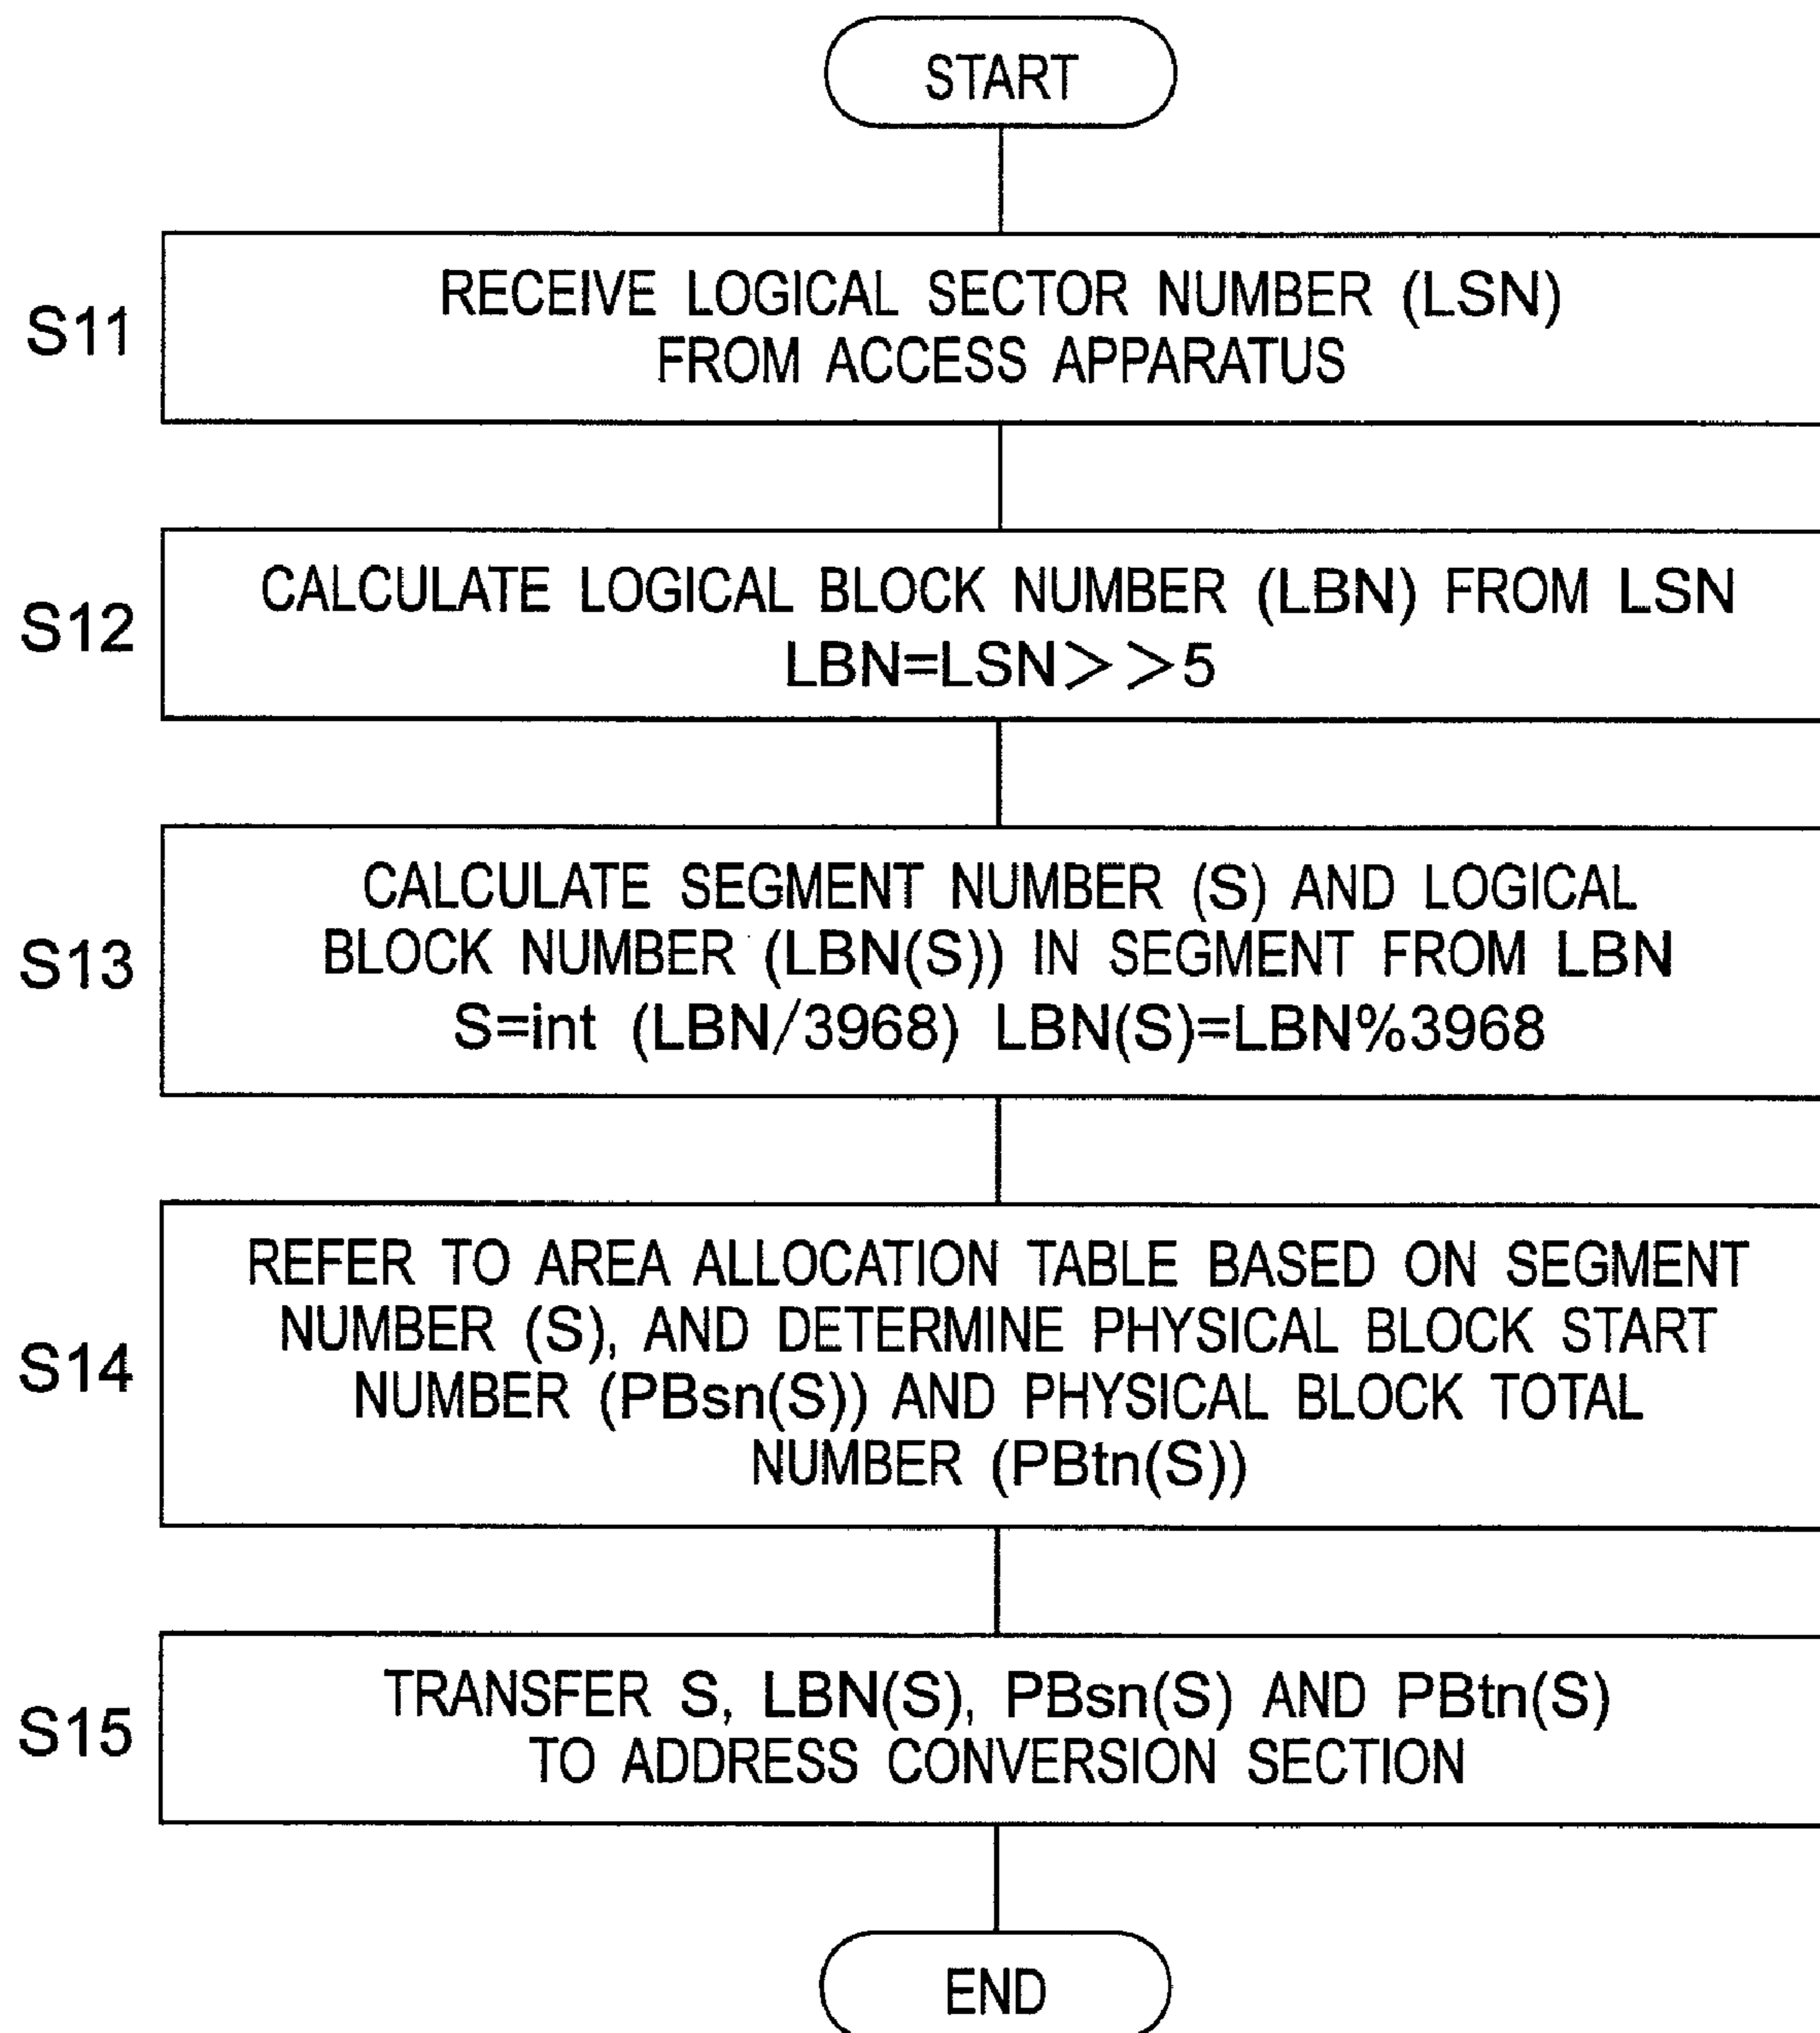 START
S11
RECEIVE LOGICAL SECTOR NUMBER (LSN)
FROM ACCESS APPARATUS
S12
CALCULATE LOGICAL BLOCK NUMBER (LBN) FROM LSN
LBN=LSN>>5
S13
CALCULATE SEGMENT NUMBER (S) AND LOGICAL
BLOCK NUMBER (LBN(S)) IN SEGMENT FROM LBN
S=int (LBN/3968) LBN(S)=LBN%3968
S14
REFER TO AREA ALLOCATION TABLE BASED ON SEGMENT
NUMBER (S), AND DETERMINE PHYSICAL BLOCK START
NUMBER (PBsn(S)) AND PHYSICAL BLOCK TOTAL
NUMBER (PBtn(S))
S15
TRANSFER S, LBN(S), PBsn(S) AND PBtn(S)
TO ADDRESS CONVERSION SECTION
END